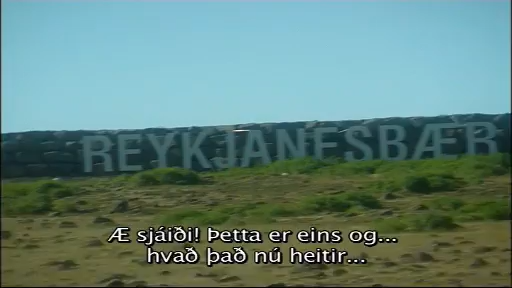 REYKJANESBÆR
Æ sjáiði! Þetta er eins og...
hvað það nú heitir...